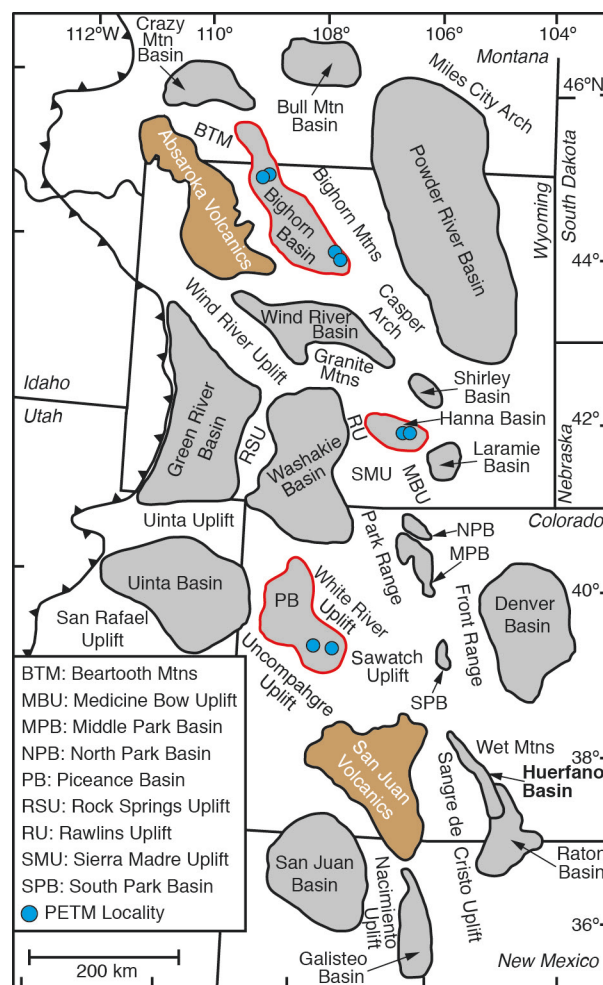 112°W
110°
108°
106°
104°
Crazy
Mtn
Basin
Montana
46°N
Bull Mtn
Basin
Miles City Arch
BTM
Absaroka Volcanics
Bighorn
Basin
Bighorn Mtns
Powder River Basin
Wyoming
South Dakota
44°
Wind River Uplift
Wind River
Basin
Casper
Arch
Granite
Mtns
Idaho
Utah
Shirley
Basin
Hanna Basin
42°
Green River
Basin
RSU
Washakie
Basin
RU
SMU
MBU
Laramie
Basin
Nebraska
Uinta Uplift
Colorado
NPB
MPB
Park Range
Uinta Basin
40°
PB
White River
Uplift
Front Range
Denver
Basin
San Rafael
Uplift
Uncompahgre
Uplift
Sawatch
Uplift
SPB
BTM: Beartooth Mtns
MBU: Medicine Bow Uplift
MPB: Middle Park Basin
NPB: North Park Basin
PB: Piceance Basin
RSU: Rock Springs Uplift
RU: Rawlins Uplift
SMU: Sierra Madre Uplift
SPB: South Park Basin
PETM Locality
San Juan
Volcanics
Wet Mtns
38°
Huerfano
Basin
Sangre de
Cristo Uplift
Raton
Basin
San Juan
Basin
Nacimiento
Uplift
36°
Galisteo
Basin
New Mexico
200 km